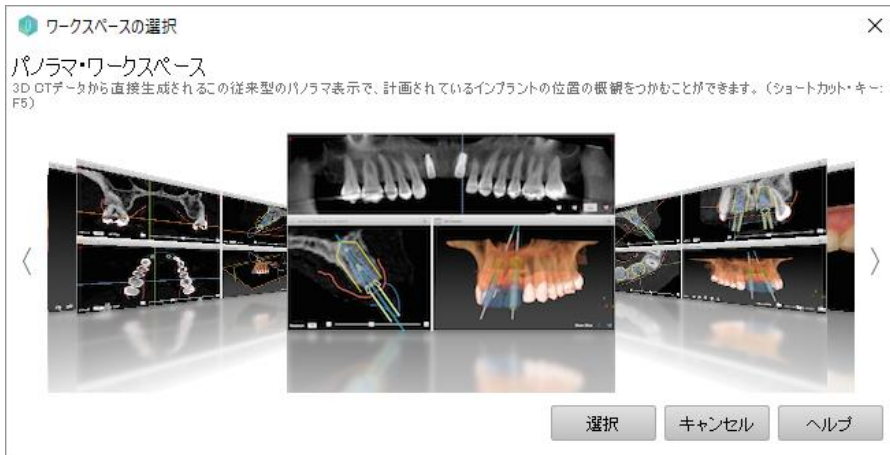 ワークスペースの選択
パノラマ・ワークスペース
3D CTデータから直接生成されるこの従来型のパノラマ表示で、計画されているインプラントの位置の概観をつかむことができます。(ショートカット・キー:
F5)
選択
キャンセル
ヘルプ